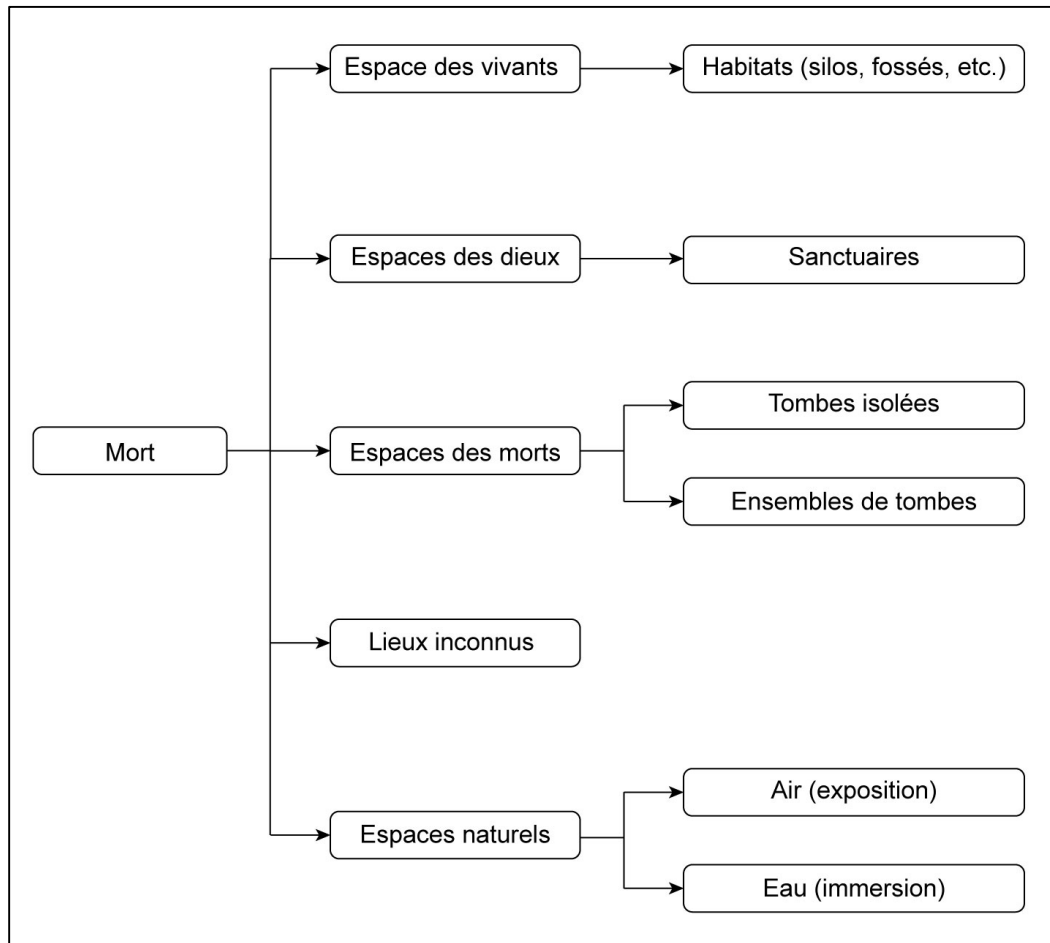 Espace des vivants
Habitats (silos, fossés, etc.)
Espaces des dieux
Sanctuaires
Mort
Espaces des morts
Tombes isolées
Ensembles de tombes
Lieux inconnus
Espaces naturels
Air (exposition)
Eau (immersion)